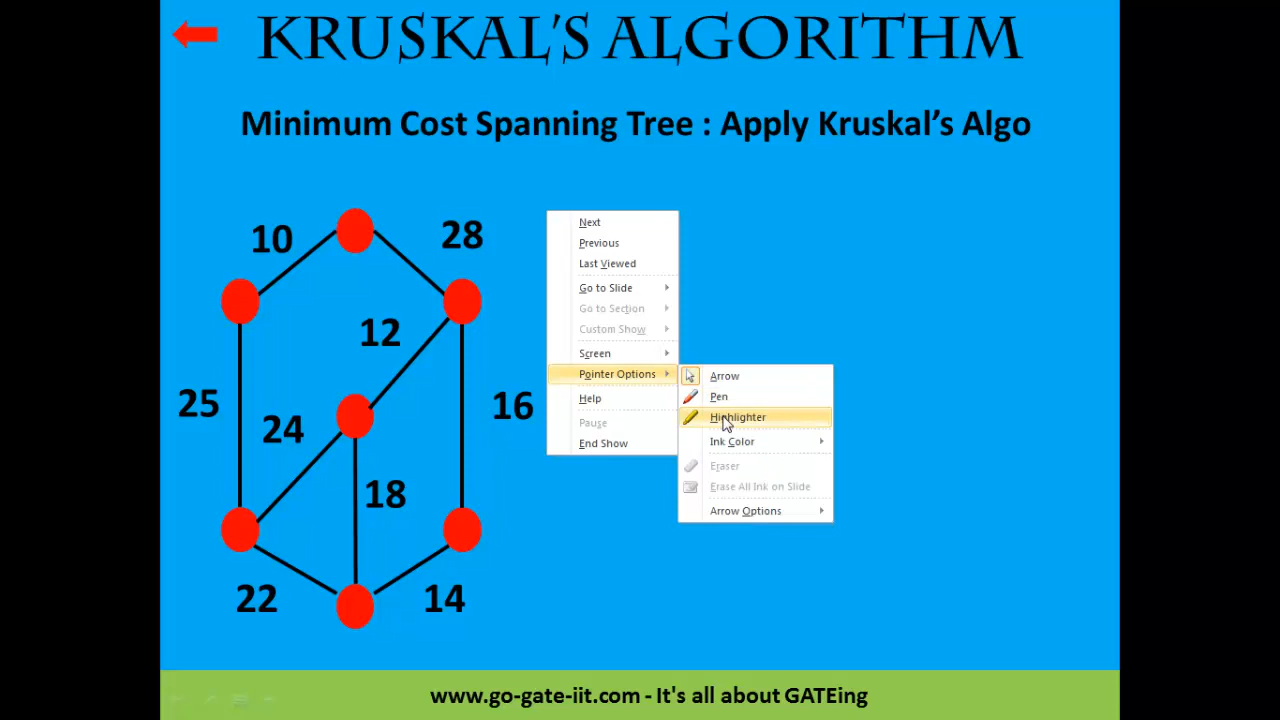 KRUSKAL'S ALGORITHM
Minimum Cost Spanning Tree : Apply Kruskal’s Algo
10
28
12
25
24
16
18
22
14
Next
Previous
Last Viewed
Go to Slide
Go to Section
Custom Show
Screen
Pointer Options
Help
Pause
End Show
Arrow
Pen
Highlighter
Ink Color
Eraser
Erase All Ink on Slide
Arrow Options
www.go-gate-iit.com - It's all about GATEing